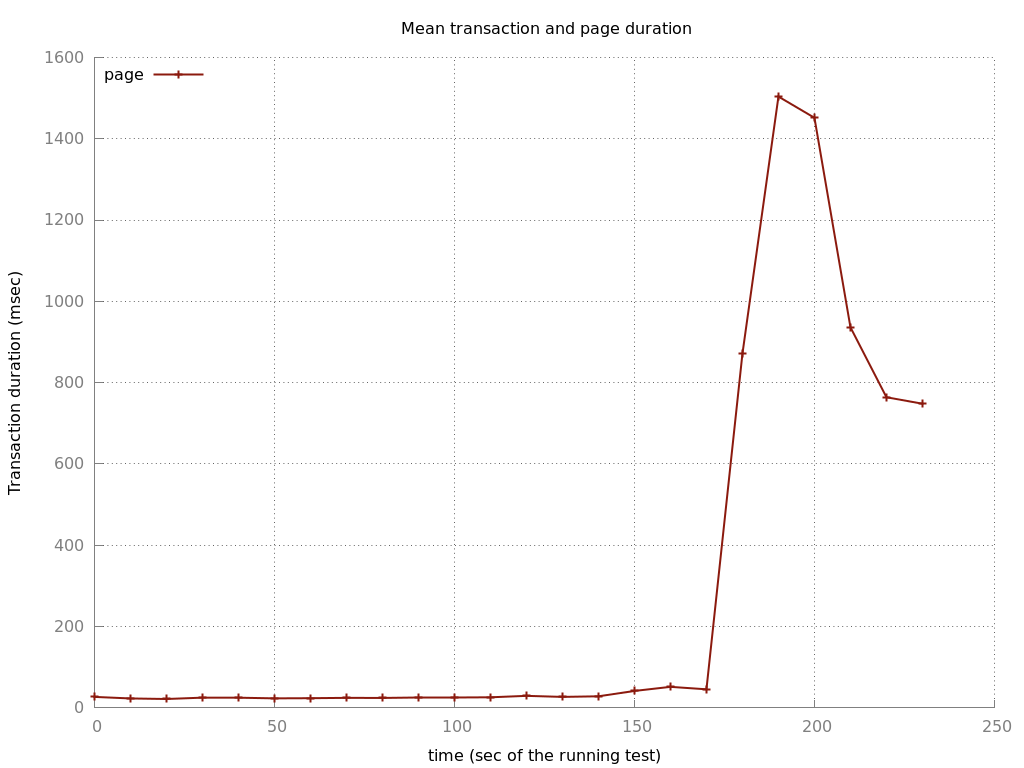 Mean transaction and page duration
1600
page
1400
1200
1000
800
600
400
200
0
Transaction duration (msec)
0 50 100 150 200 250
time (sec of the running test)